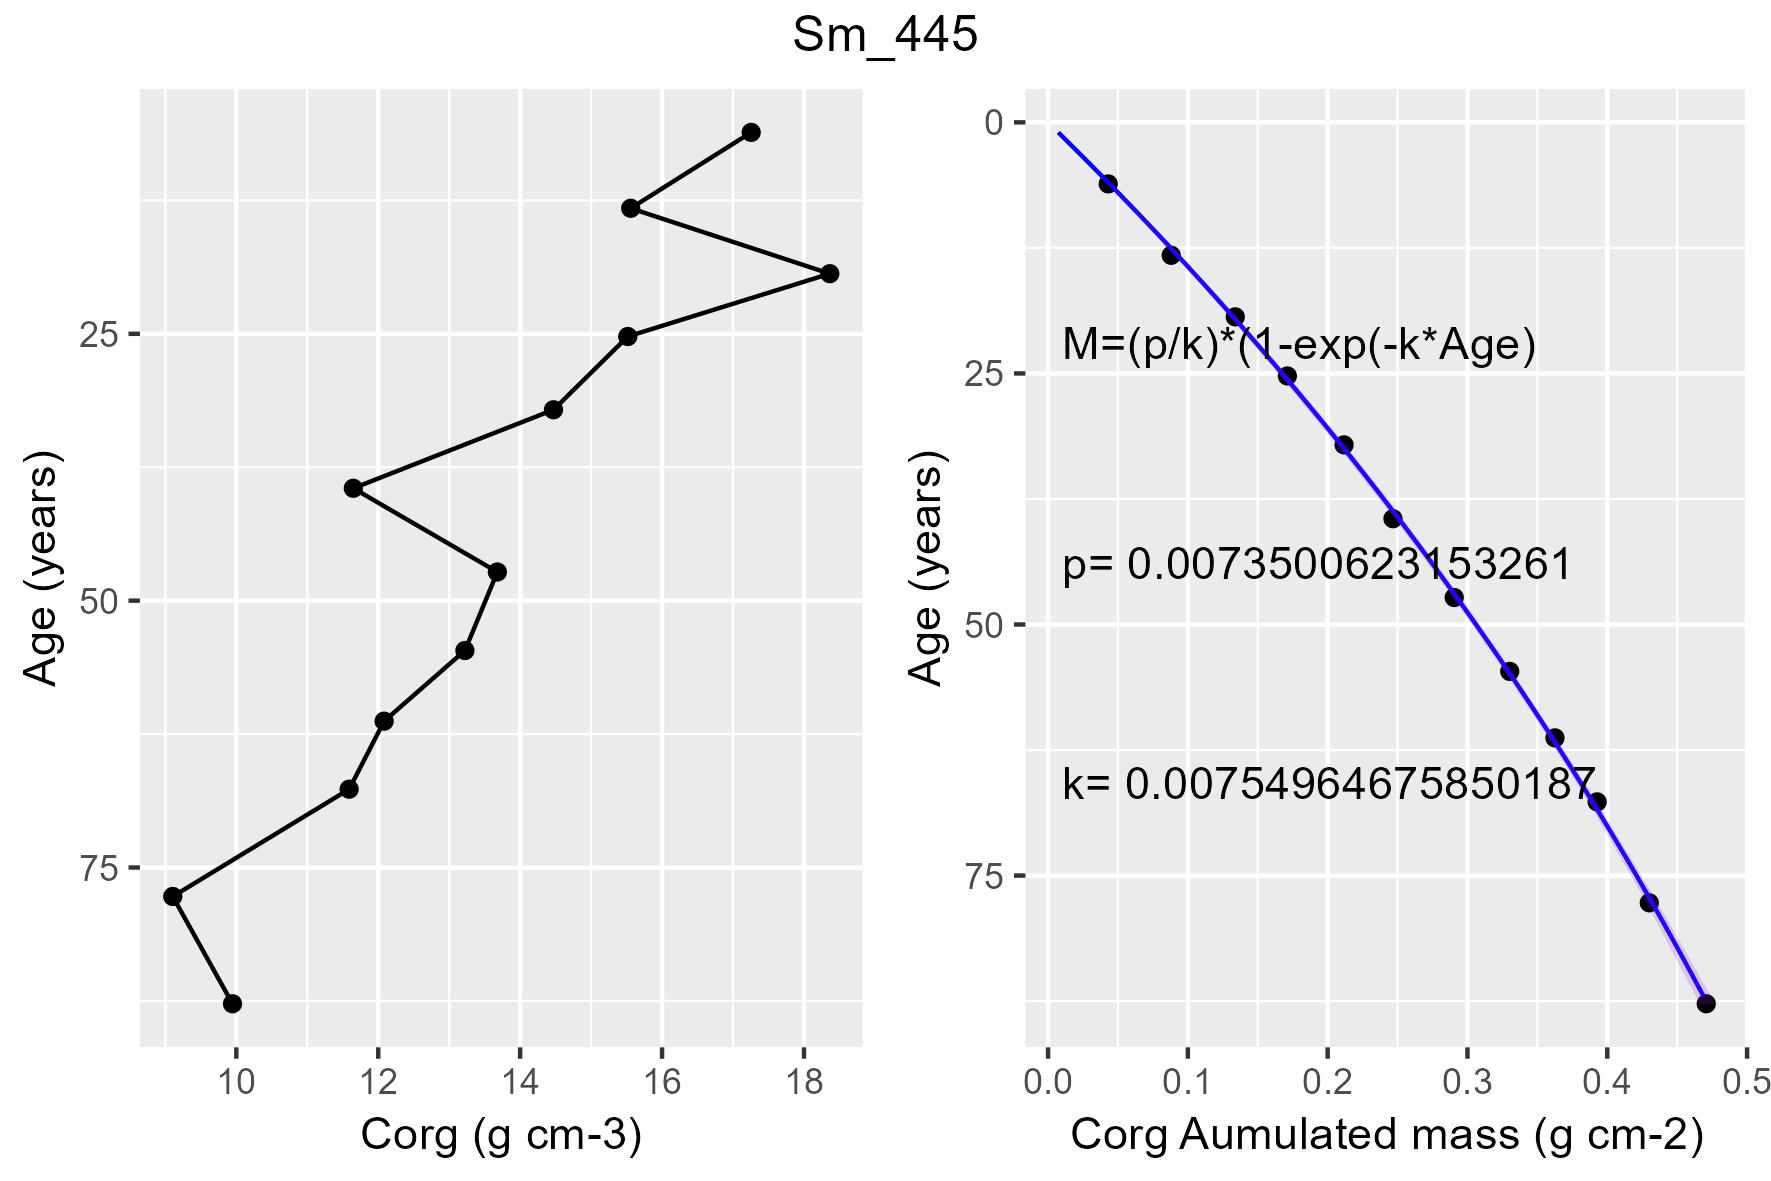 Sm_445
Age (years)
25
50
75
10
12
14
16
18
Corg (g cm-3)
Age (years)
0
25
50
75
M=(p/k)*(1-exp(-k*Age)
p= 0.0073500623153261
k= 0.00754964675850187
0.0
0.1
0.2
0.3
0.4
0.5
Corg Aumulated mass (g cm-2)